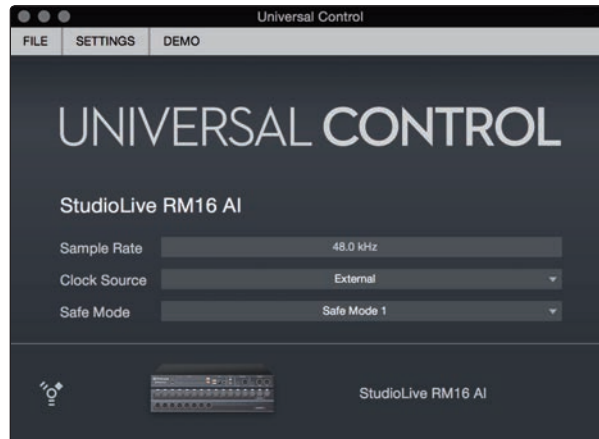 Universal Control
FILE SETTINGS DEMO
UNIVERSAL CONTROL
StudioLive RM16 AI
Sample Rate 48.0 kHz
Clock Source External
Safe Mode Safe Mode 1
StudioLive RM16 AI